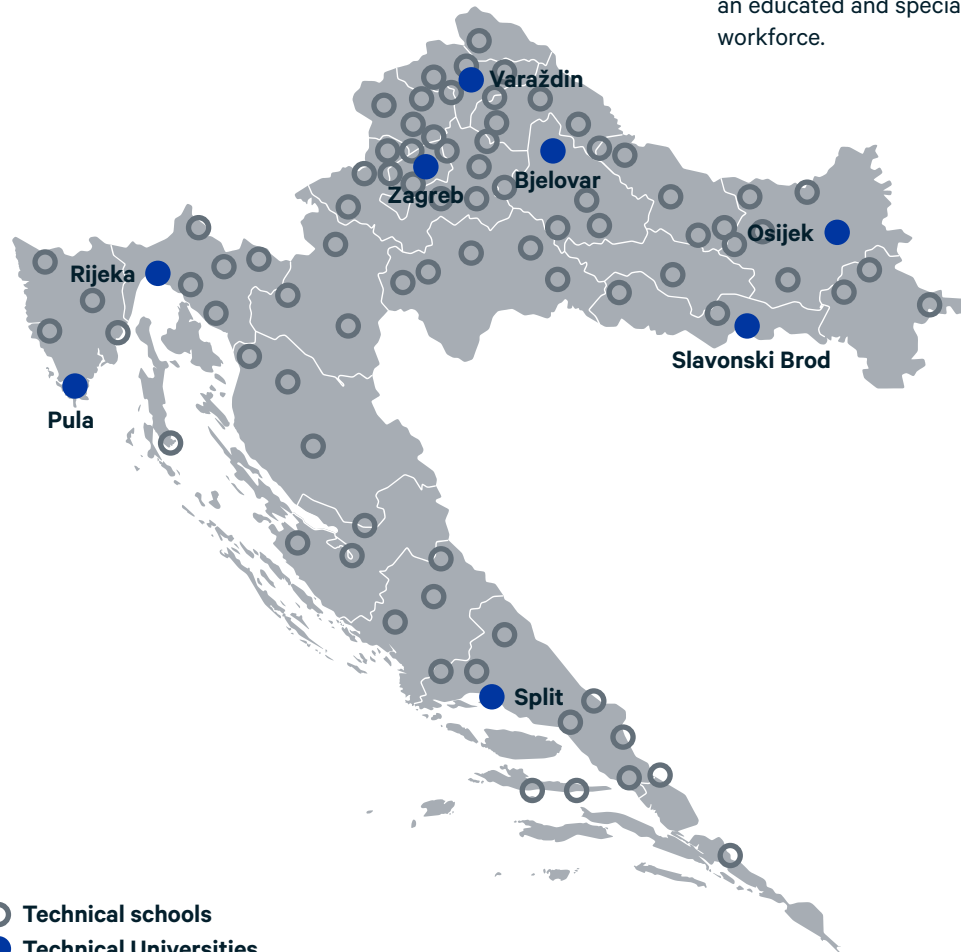 an educated and specia
workforce.
Varaždin
Bjelovar
Zagreb
Osijek
Rijeka
Slavonski Brod
Pula
Split
Technical schools
Technical Universities